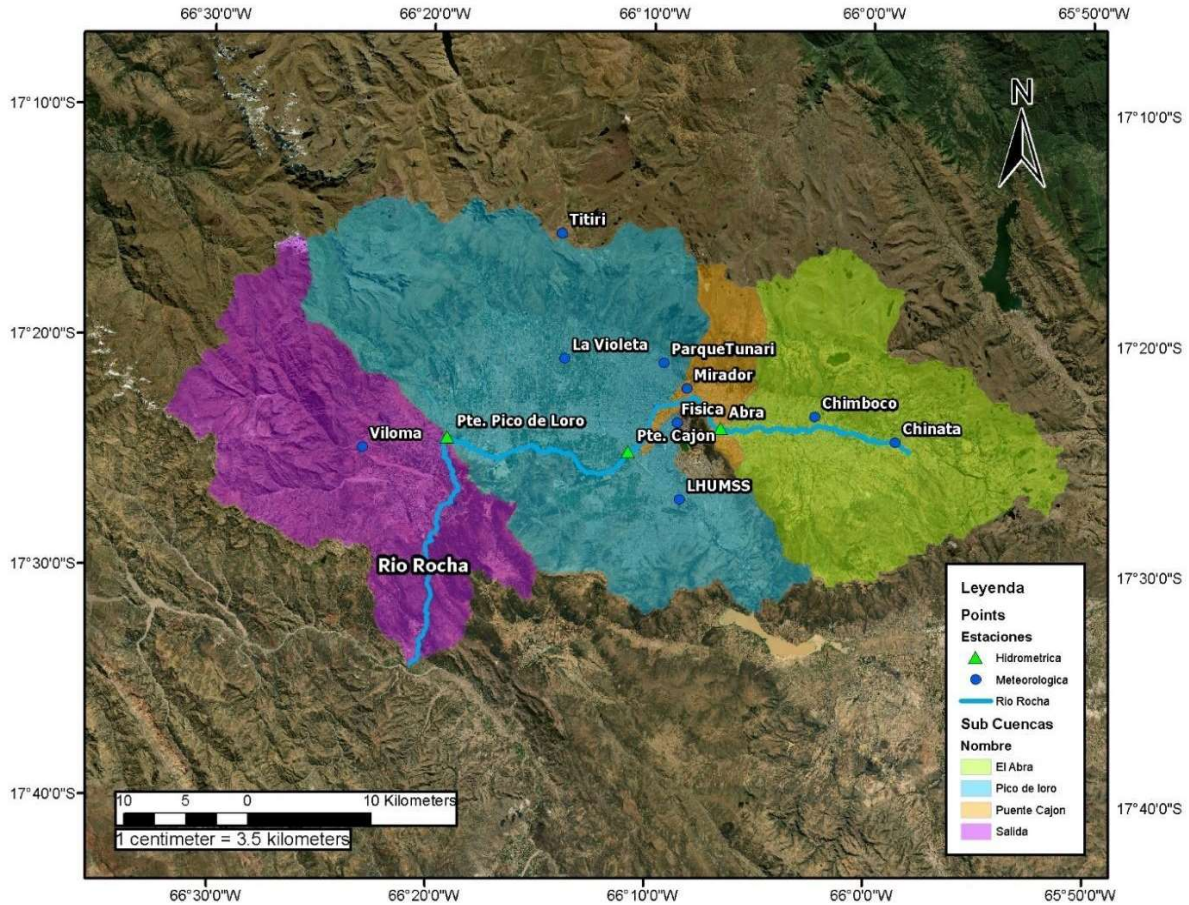 66°30'0"W 66°20'0"W 66°10'0"W 66°0'0"W 65°50'0"W
17°10'0"S 17°10'0"S
N
Titiri
17°20'0"S 17°20'0"S
La Violeta ParqueTunari
Mirador
Fisica Abra Chimboco
Pte. Pico de Loro
Viloma Pte. Cajon Chinata
LHUMSS
Rio Rocha
17°30'0"S 17°30'0"S
Leyenda
Points
Estaciones
Hidrometrica
Meteorologica
Rio Rocha
Sub Cuencas
Nombre
El Abra
Pico de loro
Puente Cajon
Salida
17°40'0"S 17°40'0"S
10 5 0 10 Kilometers
1 centimeter = 3.5 kilometers
66°30'0"W 66°20'0"W 66°10'0"W 66°0'0"W 65°50'0"W